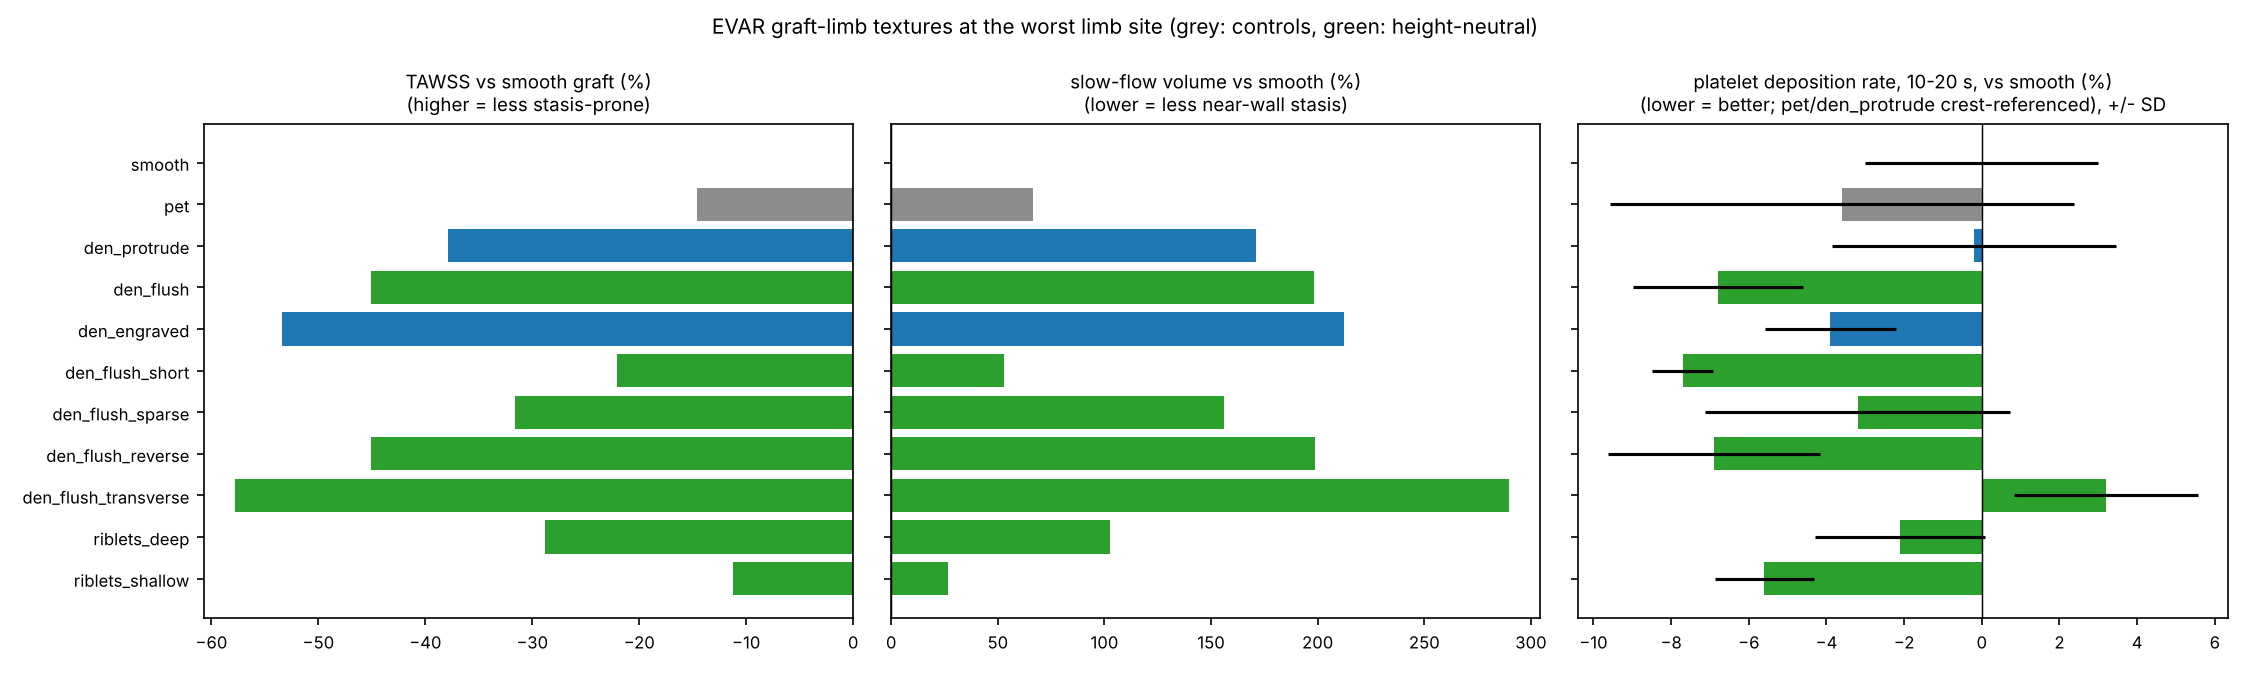 EVAR graft-limb textures at the worst limb site (grey: controls, green: height-neutral)
TAWSS vs smooth graft (%)
(higher = less stasis-prone)
slow-flow volume vs smooth (%)
(lower = less near-wall stasis)
platelet deposition rate, 10-20 s, vs smooth (%)
(lower = better; pet/den_protrude crest-referenced), +/- SD
smooth
pet
den_protrude
den_flush
den_engraved
den_flush_short
den_flush_sparse
den_flush_reverse
den_flush_transverse
riblets_deep
riblets_shallow
−60 −50 −40 −30 −20 −10 0
0 50 100 150 200 250 300
−10 −8 −6 −4 −2 0 2 4 6